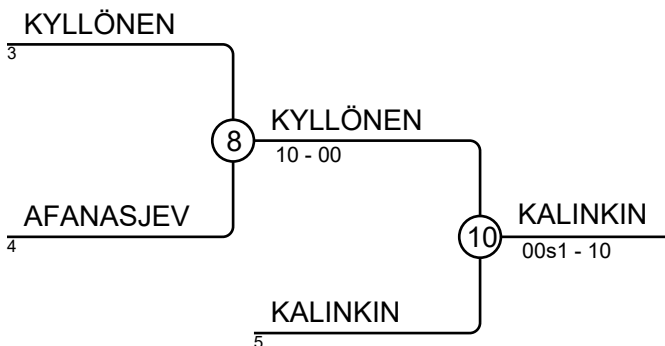 KYLLÖNEN
3
8
KYLLÖNEN
10 - 00
AFANASJEV
4
10
KALINKIN
00s1 - 10
KALINKIN
5